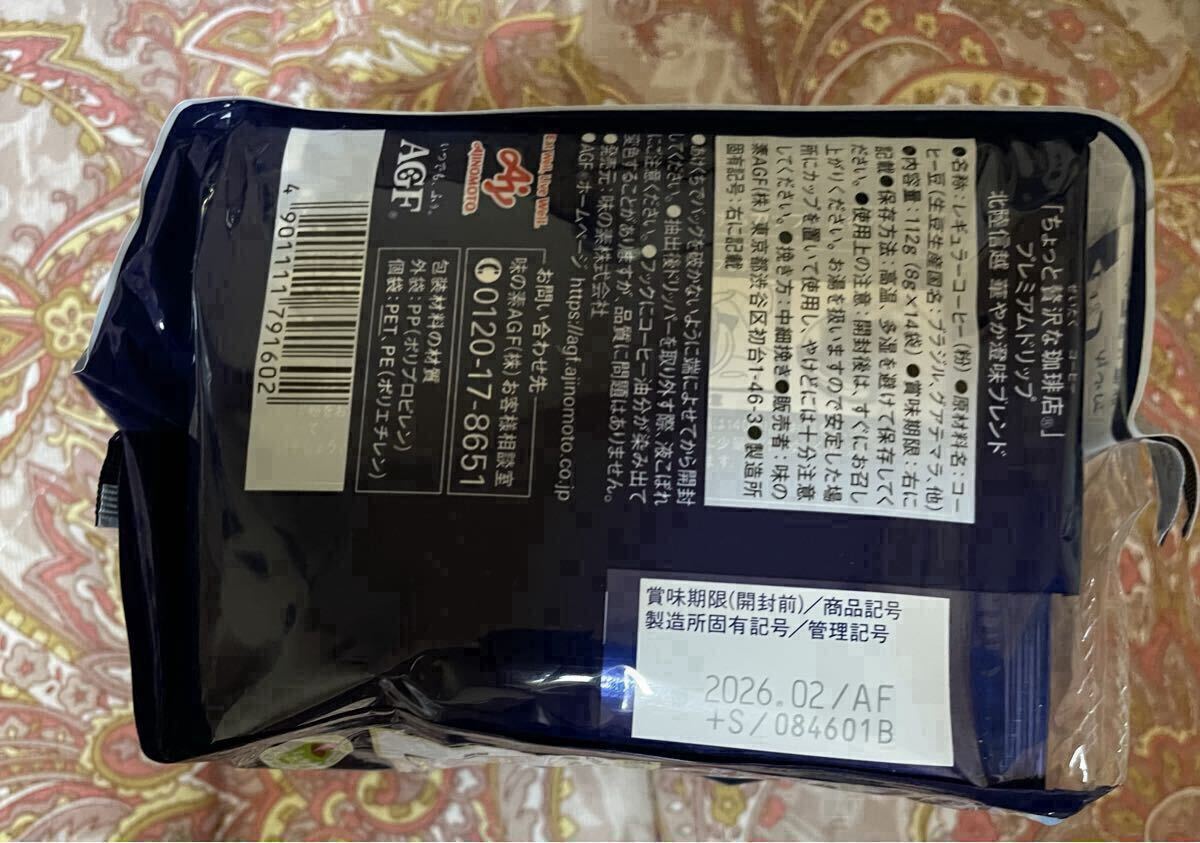 「ちょっと贅沢な珈琲店®」
ぜいたく
コーヒー
プレミアムドリップ
北陸信越 華やか澄味ブレンド
●名称：レギュラーコーヒー（粉）●原材料名：コー
ヒー豆（生豆生産国名：ブラジル、グアテマラ、他）
●内容量：112g（8g×14袋）●賞味期限：右に
記載●保存方法：高温、多湿を避けて保存してく
ださい。●使用上の注意：開封後は、すぐにお召し
上がりください。お湯を扱いますので安定した場
所にカップを置いて使用し、やけどには十分注意
してください。●挽き方：中細挽き●販売者：味の
素AGF（株）東京都渋谷区初台1-46-3●製造所
固有記号：右に記載
バッグを破かないように端によせてから開封
してください。●抽出後ドリッパーを取り外す際、液こぼれ
にご注意ください。●フックにコーヒー油分が染み出て
変色することがありますが、品質に問題はありません。
●発売元：味の素株式会社
●AGF®ホームページ https://agf.ajinomoto.co.jp
Eat Well, Live Well.
AJINOMOTO
お問い合わせ先
味の素AGF（株）お客様相談室
0120-17-8651
いつでも、ふぅ。
AGF®
包装材料の材質
外袋：PP（ポリプロピレン）
個袋：PET、PE（ポリエチレン）
4 901111 791602
賞味期限(開封前)／商品記号
製造所固有記号／管理記号
2026.02/AF
+S/084601B